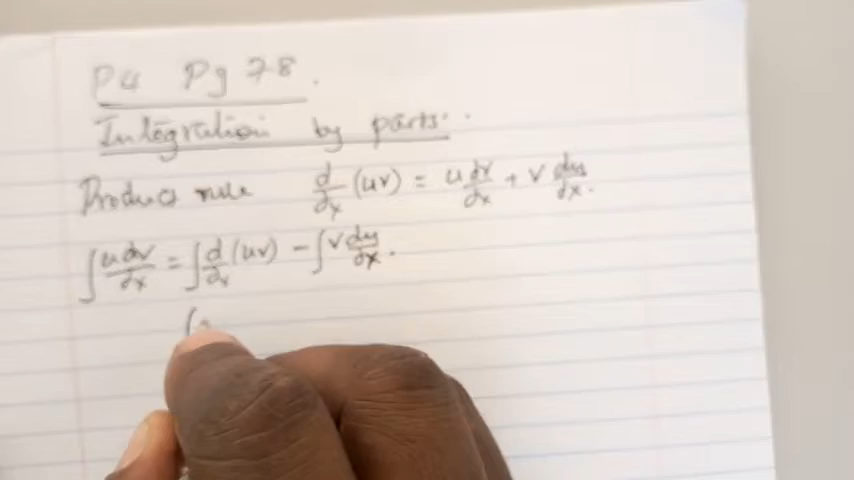 P4 Pg 78.
Integration by parts.
Product rule d/dx (uv) = u dv/dx + v du/dx.
∫ u dv/dx = ∫ d/dx (uv) - ∫ v du/dx.